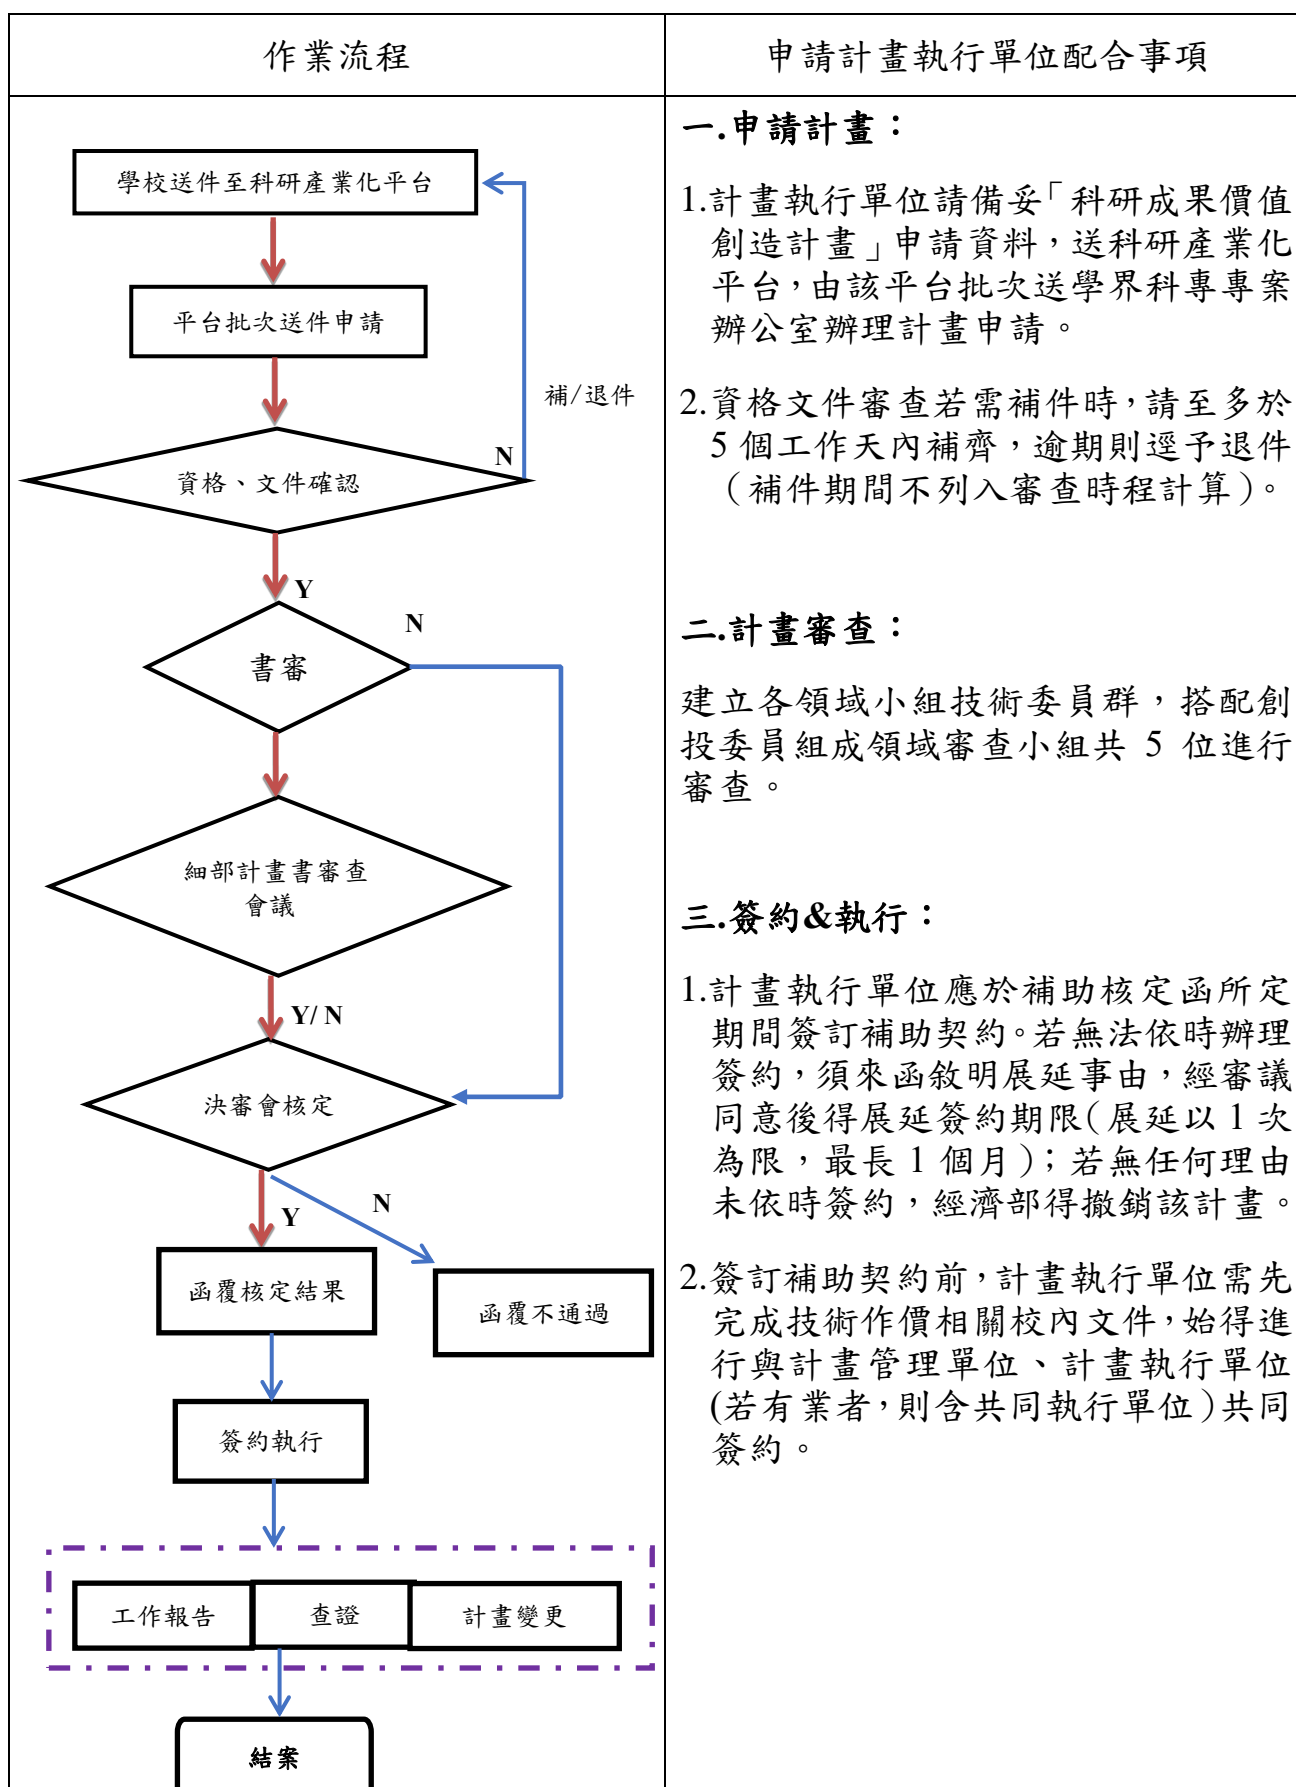 作業流程
申請計畫執行單位配合事項
學校送件至科研產業化平台
平台批次送件申請
補/退件
資格、文件確認
N
Y
書審
N
細部計畫書審查
會議
Y/ N
決審會核定
Y
N
函覆核定結果
函覆不通過
簽約執行
工作報告
查證
計畫變更
結案
一.申請計畫：
1.計畫執行單位請備妥「科研成果價值
創造計畫」申請資料，送科研產業化
平台，由該平台批次送學界科專專案
辦公室辦理計畫申請。
2.資格文件審查若需補件時，請至多於
5 個工作天內補齊，逾期則逕予退件
（補件期間不列入審查時程計算）。
二.計畫審查：
建立各領域小組技術委員群，搭配創
投委員組成領域審查小組共 5 位進行
審查。
三.簽約&執行：
1.計畫執行單位應於補助核定函所定
期間簽訂補助契約。若無法依時辦理
簽約，須來函敘明展延事由，經審議
同意後得展延簽約期限（展延以 1 次
為限，最長 1 個月）；若無任何理由
未依時簽約，經濟部得撤銷該計畫。
2.簽訂補助契約前，計畫執行單位需先
完成技術作價相關校內文件，始得進
行與計畫管理單位、計畫執行單位
(若有業者，則含共同執行單位）共同
簽約。